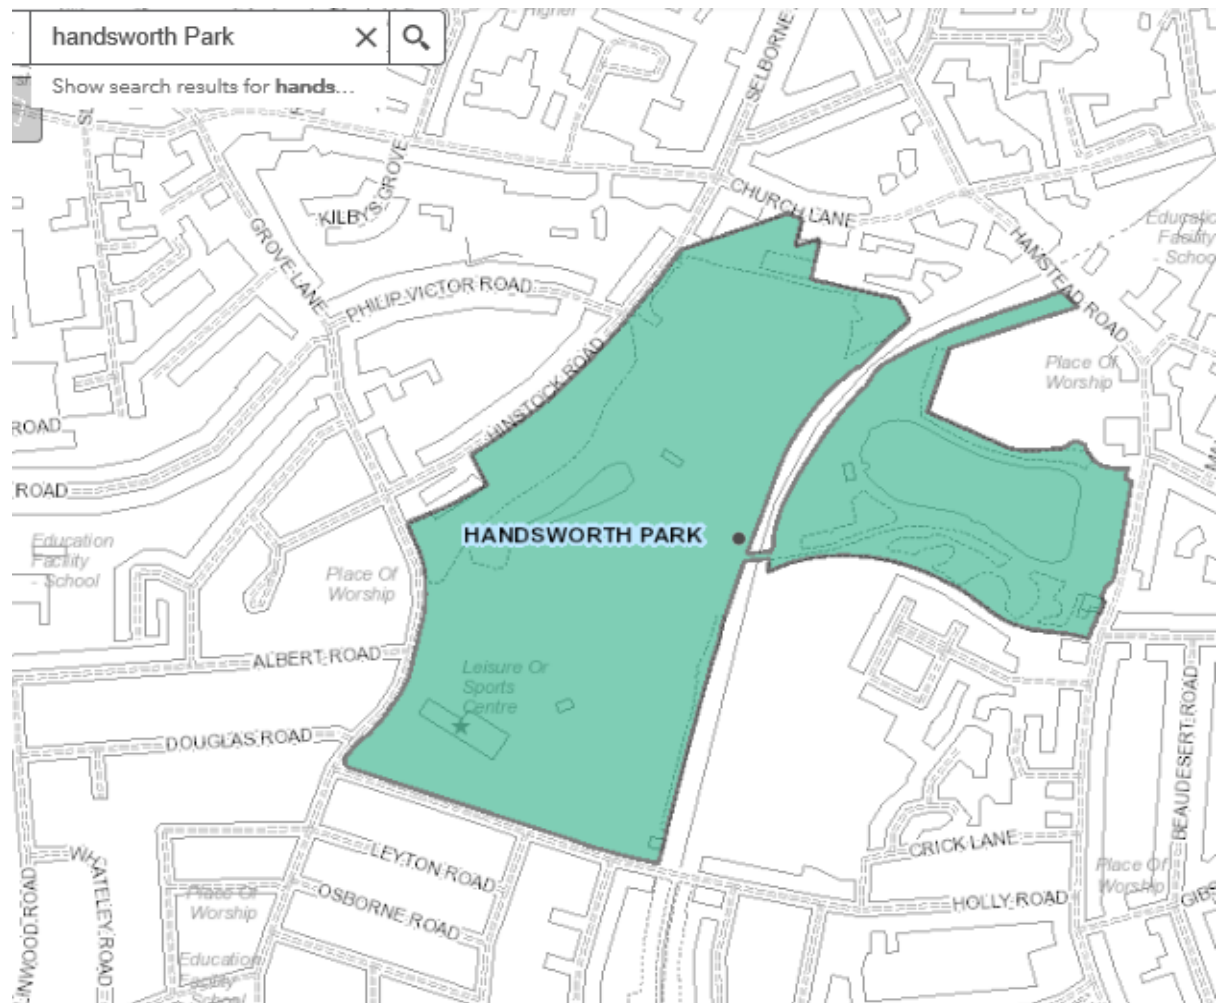 handsworth Park
Show search results for hands...
SELBORNE
CHURCH LANE
KILBYS GROVE
GROVE LANE
HAMSTEAD ROAD
Education
Facility
- School
PHILIP VICTOR ROAD
HINSTOCK ROAD
Place Of
Worship
ROAD
ROAD
HANDSWORTH PARK
Education
Facility
- School
Place Of
Worship
ALBERT ROAD
Leisure Or
Sports
Centre
DOUGLAS ROAD
BEAUDESERT ROAD
LEYTON ROAD
CRICK LANE
WHATELEY ROAD
Place Of
Worship
Place Of
Worship
OSBORNE ROAD
HOLLY ROAD
LINWOOD ROAD
Education
Facility
- School